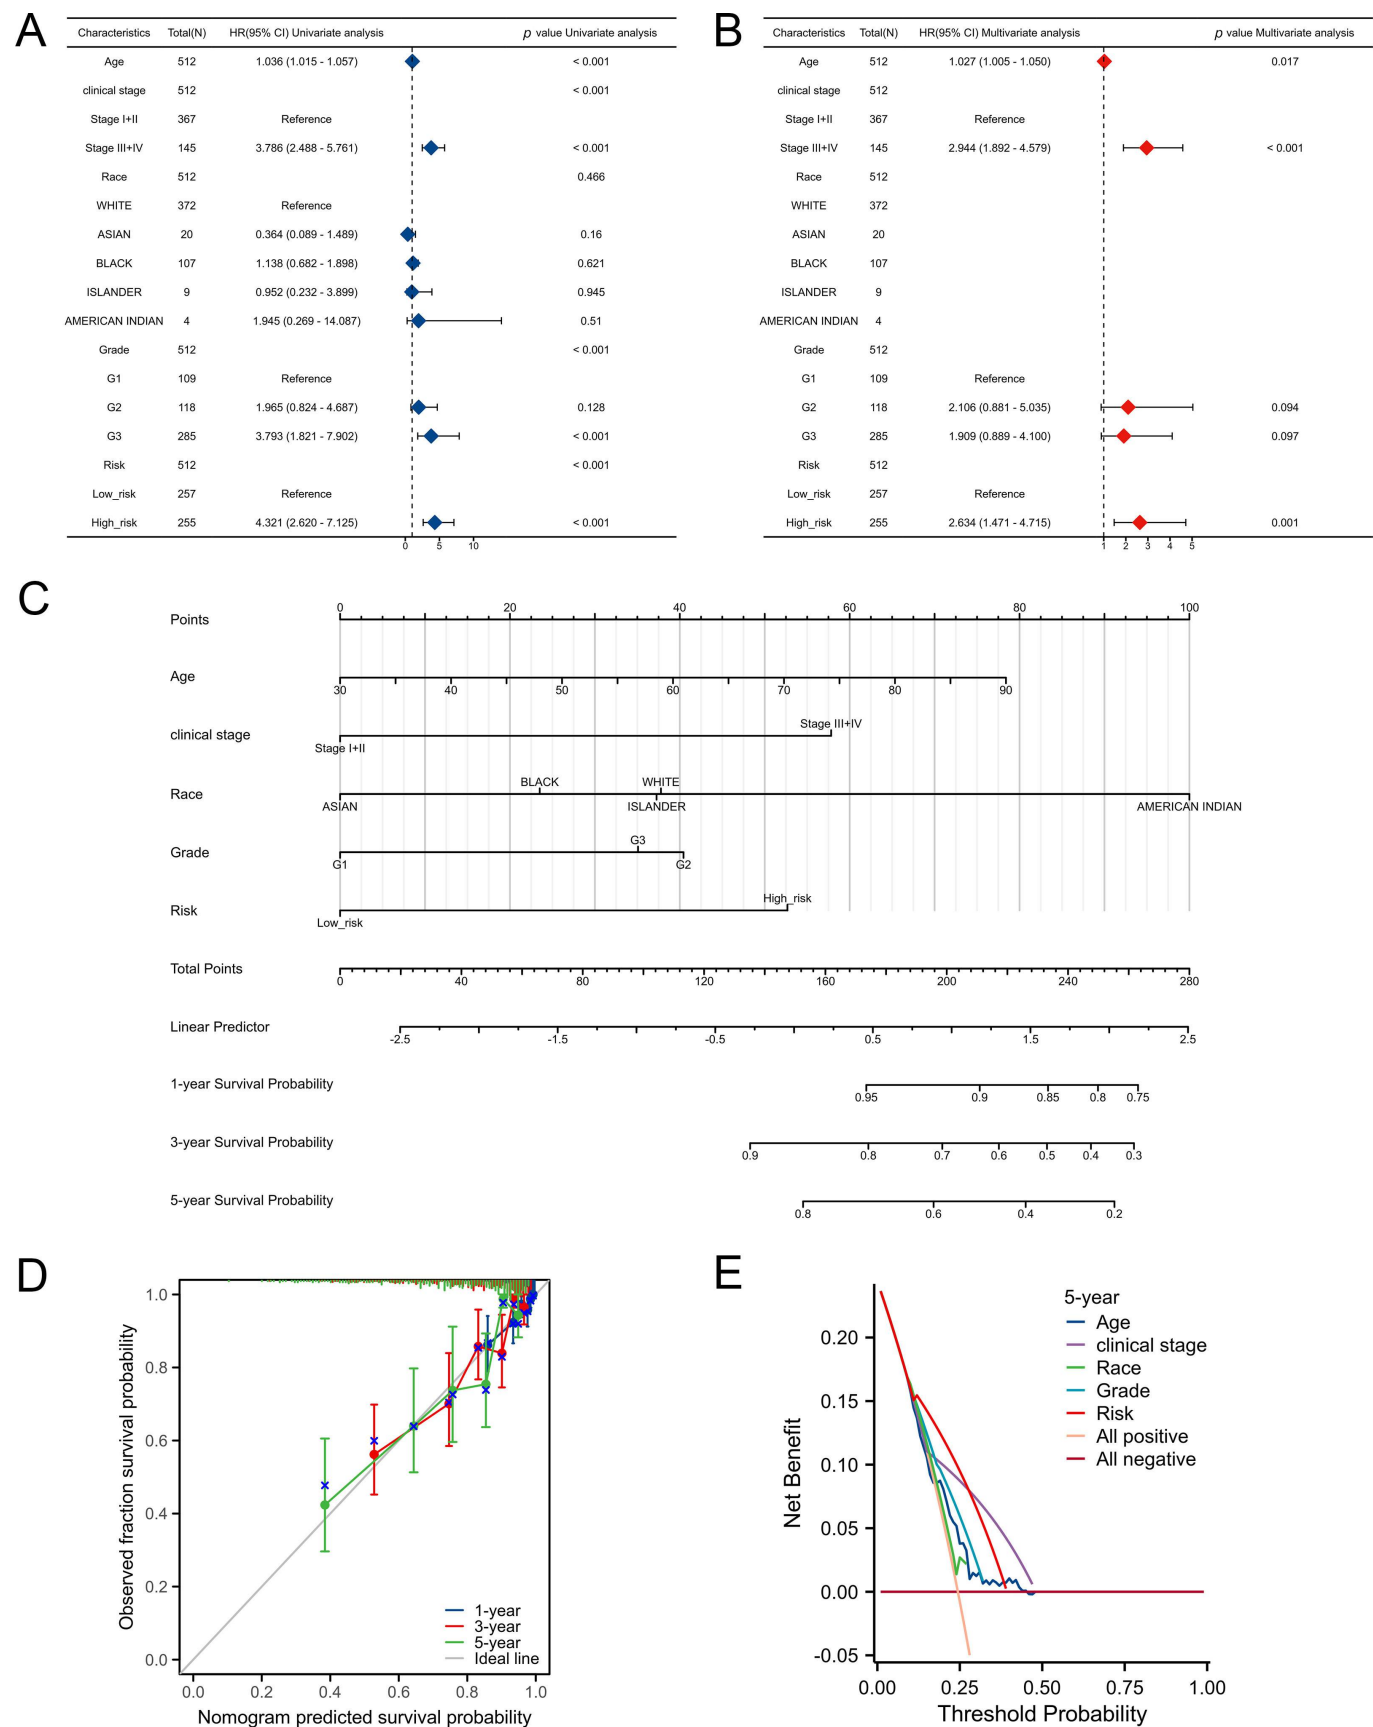 A
Characteristics Total(N) HR(95% CI) Univariate analysis p value Univariate analysis
Age 512 1.036 (1.015 - 1.057) < 0.001
clinical stage 512 < 0.001
Stage I+II 367 Reference
Stage III+IV 145 3.786 (2.488 - 5.761) < 0.001
Race 512 0.466
WHITE 372 Reference
ASIAN 20 0.364 (0.089 - 1.489) 0.16
BLACK 107 1.138 (0.682 - 1.898) 0.621
ISLANDER 9 0.952 (0.232 - 3.899) 0.945
AMERICAN INDIAN 4 1.945 (0.269 - 14.087) 0.51
Grade 512 < 0.001
G1 109 Reference
G2 118 1.965 (0.824 - 4.687) 0.128
G3 285 3.793 (1.821 - 7.902) < 0.001
Risk 512 < 0.001
Low_risk 257 Reference
High_risk 255 4.321 (2.620 - 7.125) < 0.001
0 5 10
B
Characteristics Total(N) HR(95% CI) Multivariate analysis p value Multivariate analysis
Age 512 1.027 (1.005 - 1.050) 0.017
clinical stage 512
Stage I+II 367 Reference
Stage III+IV 145 2.944 (1.892 - 4.579) < 0.001
Race 512
WHITE 372
ASIAN 20
BLACK 107
ISLANDER 9
AMERICAN INDIAN 4
Grade 512
G1 109 Reference
G2 118 2.106 (0.881 - 5.035) 0.094
G3 285 1.909 (0.889 - 4.100) 0.097
Risk 512
Low_risk 257 Reference
High_risk 255 2.634 (1.471 - 4.715) 0.001
1 2 3 4 5
C
Points 0 20 40 60 80 100
Age
30 40 50 60 70 80 90
Stage III+IV
clinical stage
Stage I+II
BLACK WHITE
Race
ASIAN ISLANDER AMERICAN INDIAN
G3
Grade
G1 G2
High_risk
Risk
Low_risk
Total Points
0 40 80 120 160 200 240 280
Linear Predictor
-2.5 -1.5 -0.5 0.5 1.5 2.5
1-year Survival Probability
0.95 0.9 0.85 0.8 0.75
3-year Survival Probability
0.9 0.8 0.7 0.6 0.5 0.4 0.3
5-year Survival Probability
0.8 0.6 0.4 0.2
D
Observed fraction survival probability
1.0
0.8
0.6
0.4
0.2
0.0
1-year
3-year
5-year
Ideal line
0.0 0.2 0.4 0.6 0.8 1.0
Nomogram predicted survival probability
E
Net Benefit
0.20
0.15
0.10
0.05
0.00
-0.05
5-year
Age
clinical stage
Race
Grade
Risk
All positive
All negative
0.00 0.25 0.50 0.75 1.00
Threshold Probability